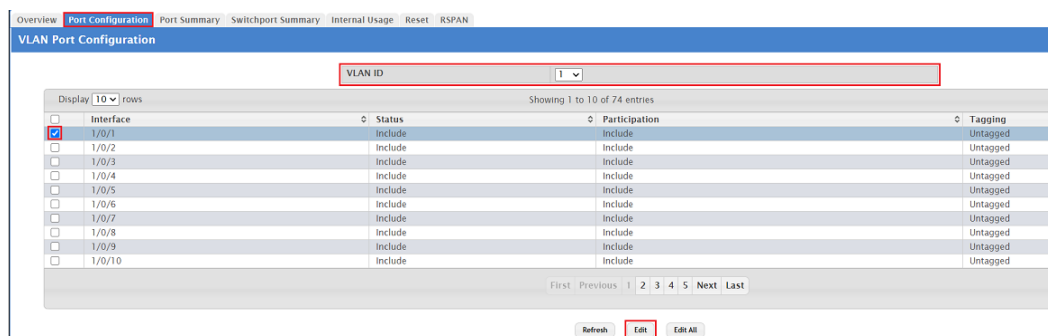 Overview Port Configuration Port Summary Switchport Summary Internal Usage Reset RSPAN
VLAN Port Configuration
VLAN ID 1
Display 10 rows Showing 1 to 10 of 74 entries
Interface Status Participation Tagging
1/0/1 Include Include Untagged
1/0/2 Include Include Untagged
1/0/3 Include Include Untagged
1/0/4 Include Include Untagged
1/0/5 Include Include Untagged
1/0/6 Include Include Untagged
1/0/7 Include Include Untagged
1/0/8 Include Include Untagged
1/0/9 Include Include Untagged
1/0/10 Include Include Untagged
First Previous 1 2 3 4 5 Next Last
Refresh Edit Edit All